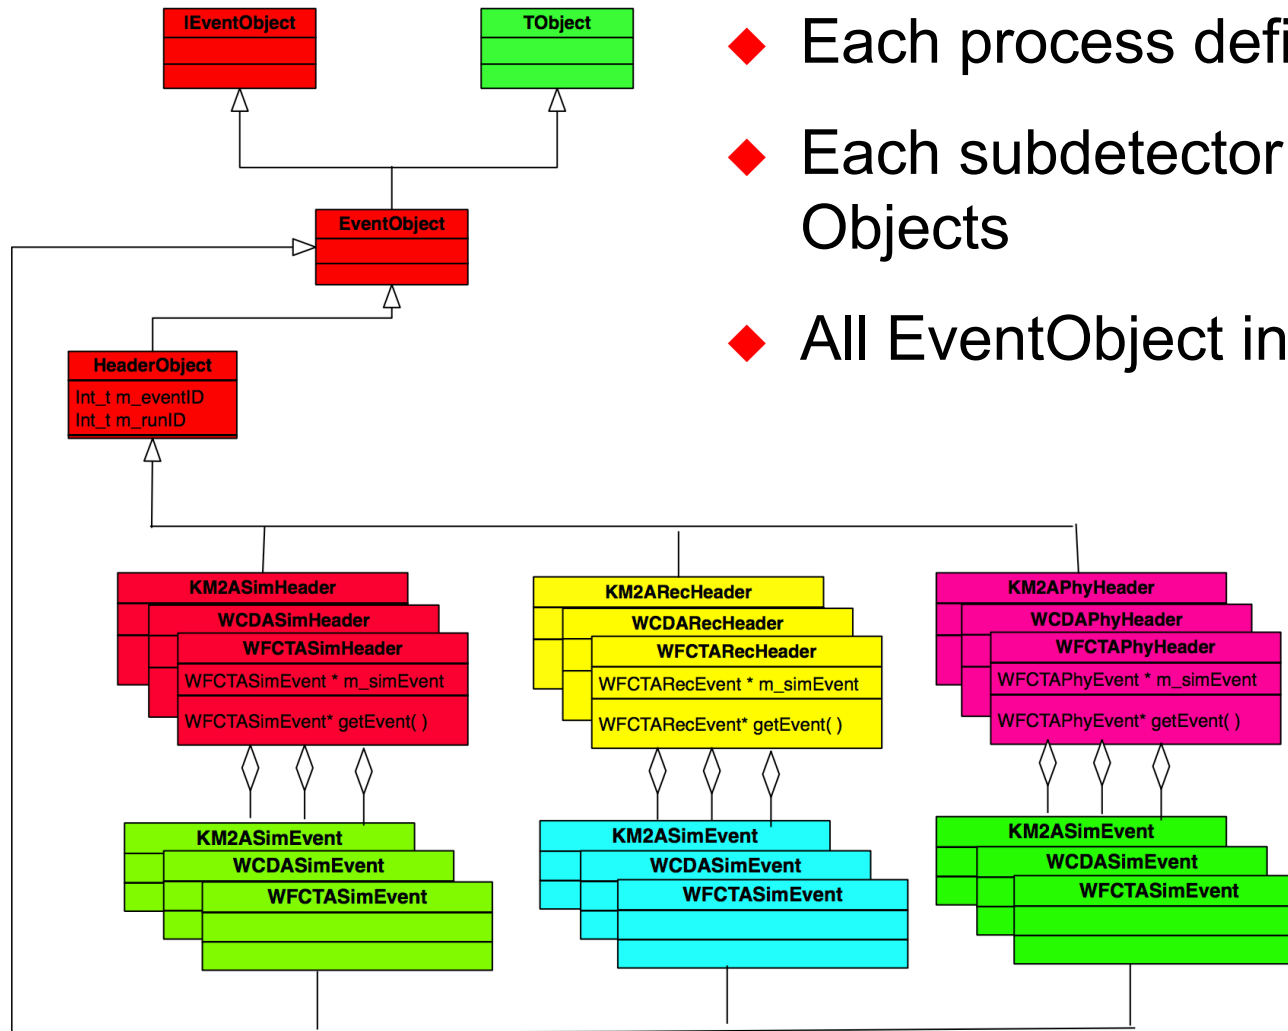 IEventObject
TObject
◆ Each process defi
◆ Each subdetector
Objects
◆ All EventObject in
EventObject
HeaderObject
Int_t m_eventID
Int_t m_runID
KM2ASimHeader
WCDASimHeader
WFCTASimHeader
WFCTASimEvent * m_simEvent
WFCTASimEvent* getEvent( )
KM2ARecHeader
WCDARecHeader
WFCTARecHeader
WFCTARecEvent * m_simEvent
WFCTARecEvent* getEvent( )
KM2APhyHeader
WCDAPhyHeader
WFCTAPhyHeader
WFCTAPhyEvent * m_simEvent
WFCTAPhyEvent* getEvent( )
KM2ASimEvent
WCDASimEvent
WFCTASimEvent
KM2ASimEvent
WCDASimEvent
WFCTASimEvent
KM2ASimEvent
WCDASimEvent
WFCTASimEvent